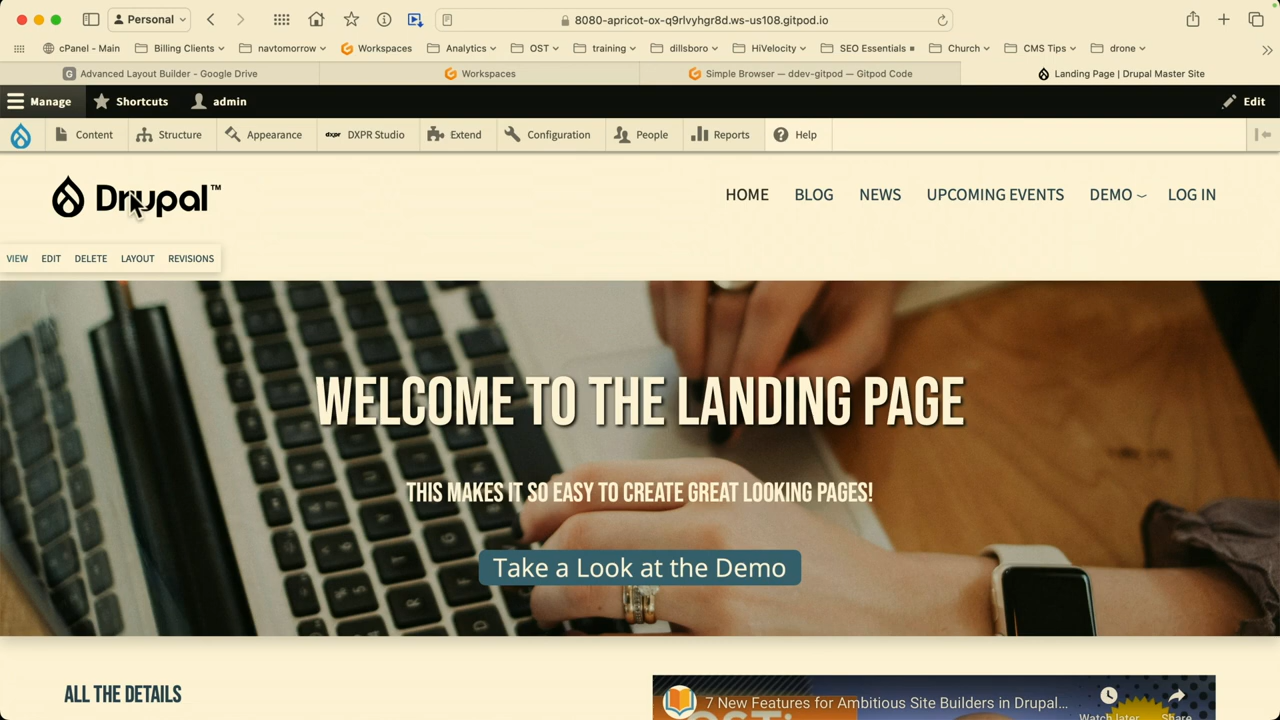 Personal
8080-apricot-ox-q9rlvyhgr8d.ws-us108.gitpod.io
cPanel - Main Billing Clients navtomorrow Workspaces Analytics OST training dillsboro HiVelocity SEO Essentials Church CMS Tips drone
Advanced Layout Builder - Google Drive Workspaces Simple Browser — ddev-gitpod — Gitpod Code Landing Page | Drupal Master Site
Manage Shortcuts admin Edit
Content Structure Appearance dxpr DXPR Studio Extend Configuration People Reports Help
Drupal™ HOME BLOG NEWS UPCOMING EVENTS DEMO LOG IN
VIEW EDIT DELETE LAYOUT REVISIONS
WELCOME TO THE LANDING PAGE
THIS MAKES IT SO EASY TO CREATE GREAT LOOKING PAGES!
Take a Look at the Demo
ALL THE DETAILS
7 New Features for Ambitious Site Builders in Drupal...
Watch later Share